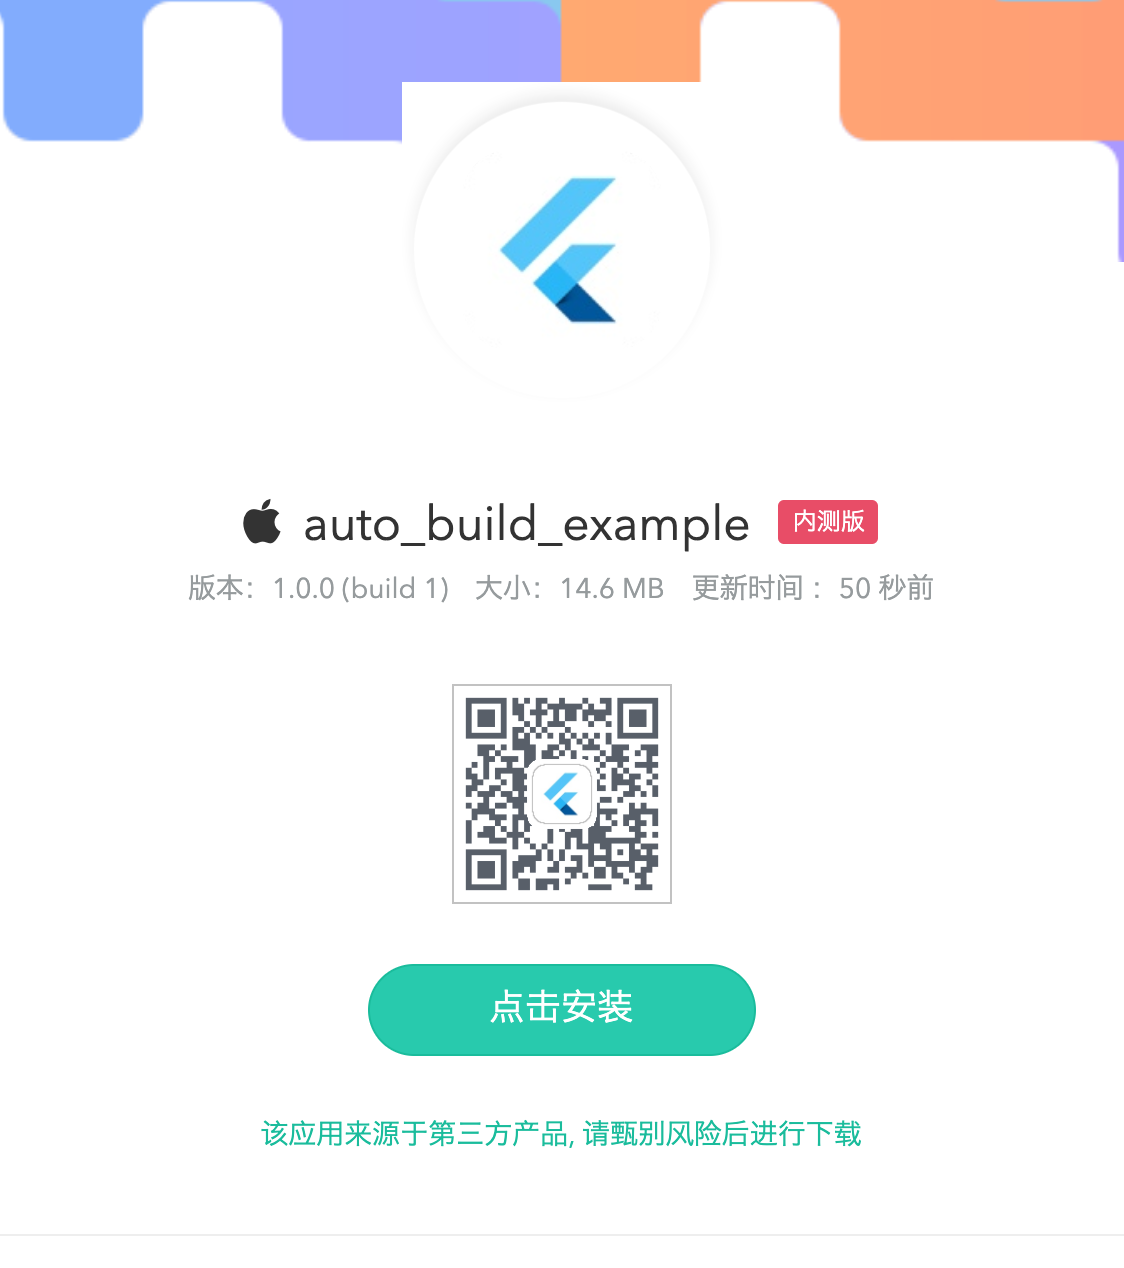 auto_build_example 内测版
版本：1.0.0 (build 1) 大小：14.6 MB 更新时间 ：50 秒前
点击安装
该应用来源于第三方产品, 请甄别风险后进行下载